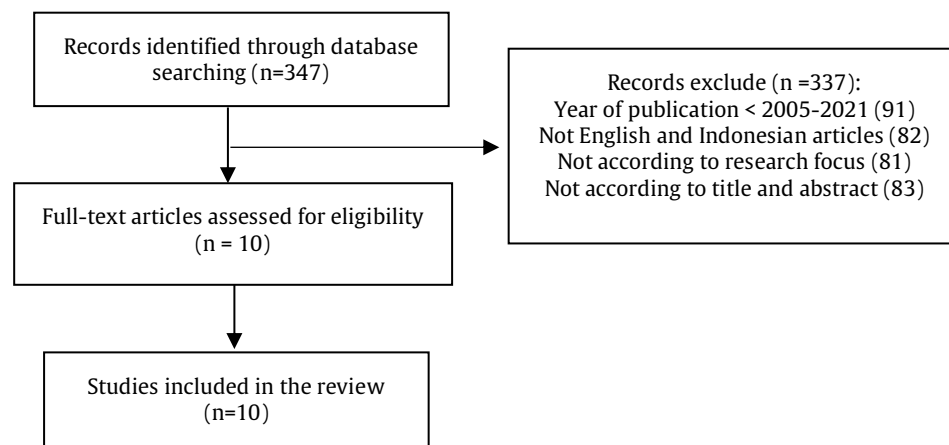 Records identified through database
searching (n=347)
Records exclude (n =337):
Year of publication < 2005-2021 (91)
Not English and Indonesian articles (82)
Not according to research focus (81)
Not according to title and abstract (83)
Full-text articles assessed for eligibility
(n = 10)
Studies included in the review
(n=10)